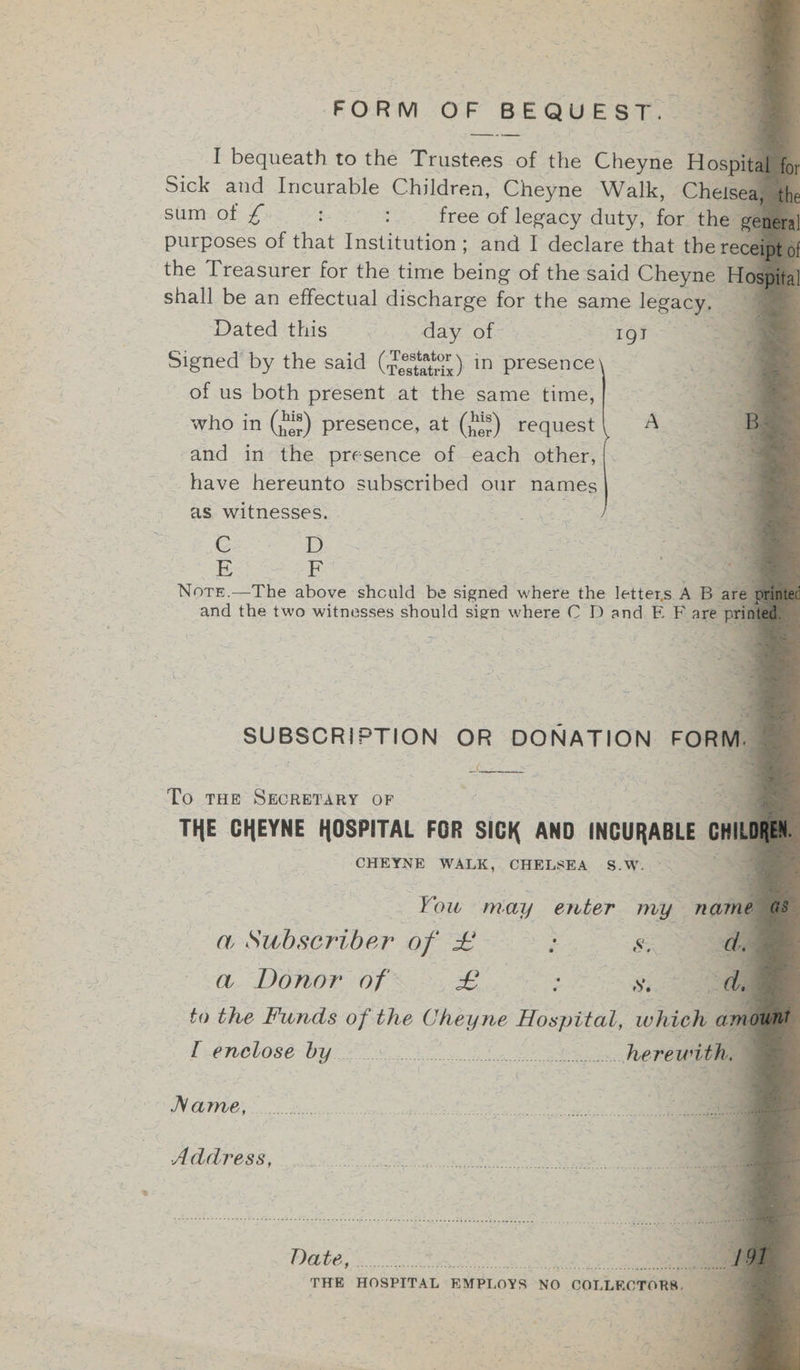 FORM OF BEQUEST.
I bequeath to the Trustees of the Cheyne Hospital for
Sick and Incurable Children, Cheyne Walk, Chelsea, the
sum of £ : : free of legacy duty, for the general
purposes of that Institution; and I declare that the receipt of
the Treasurer for the time being of the said Cheyne Hospital
shall be an effectual discharge for the same legacy.
Dated this day of 191
Signed by the said (Testator Testatrix) in presence
of us both present at the same time,
who in (his her) presence, at (his her) request A B
and in the presence of each other,
have hereunto subscribed our names
as witnesses.
C D
E F
NOTE.—The above should be signed where the letters A B are printed
and the two witnesses should sign where C D and E F are printed.
SUBSCRIPTION OR DONATION FORM.
TO THE SECRETARY OF
THE CHEYNE HOSPITAL FOR SICK AND INCURABLE CHILDREN.
CHEYNE WALK, CHELSEA S.W.
You may enter my name as
a Subscriber of £ : s. d.
a Donor of £ : s. d.
to the Funds of the Cheyne Hospital, which amount
I enclose by herewith.
Name,
Address,
Date, 191
THE HOSPITAL EMPLOYS NO COLLECTORS.